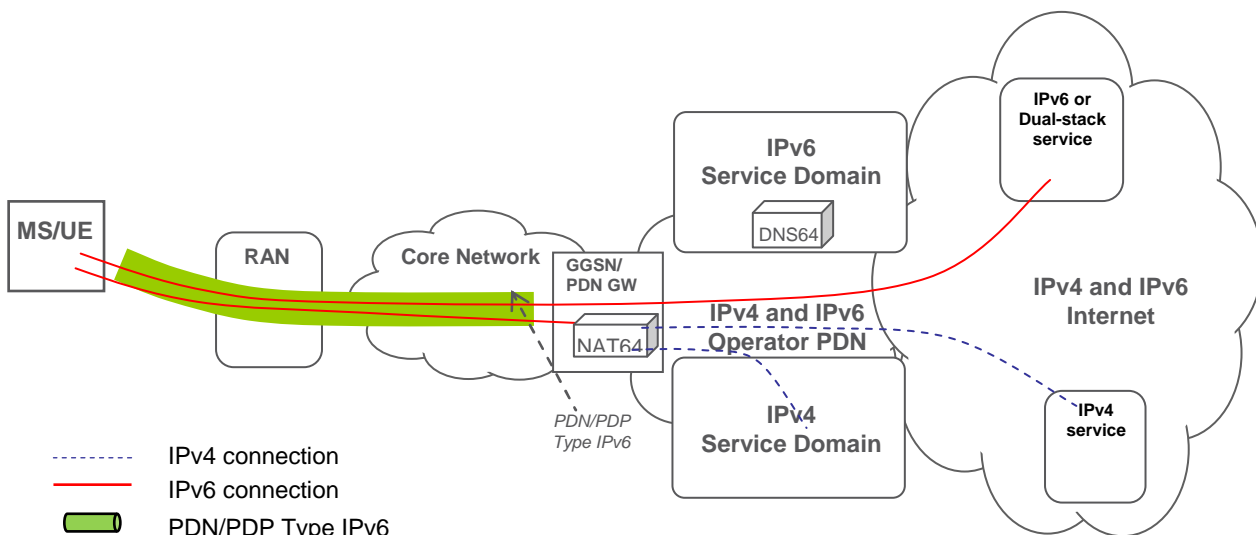 IPv6 or
Dual-stack
service
IPv6
Service Domain
DNS64
MS/UE
RAN
Core Network
GGSN/
PDN GW
NAT64
IPv4 and IPv6
Operator PDN
IPv4 and IPv6
Internet
PDN/PDP
Type IPv6
IPv4
Service Domain
IPv4
service
IPv4 connection
IPv6 connection
PDN/PDP Type IPv6